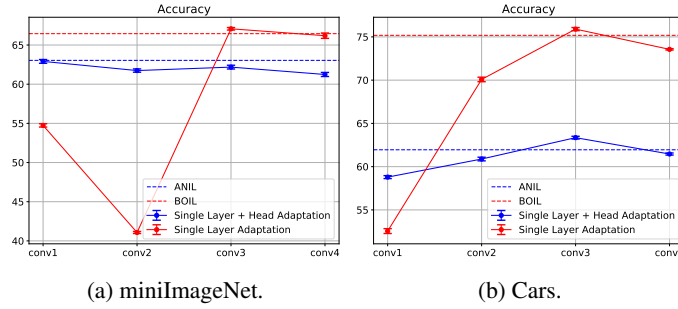 Accuracy
65
60
55
50
45
40
conv1 conv2 conv3 conv4
ANIL
BOIL
Single Layer + Head Adaptation
Single Layer Adaptation
(a) miniImageNet.
Accuracy
75
70
65
60
55
conv1 conv2 conv3 conv
ANIL
BOIL
Single Layer + Head Adaptation
Single Layer Adaptation
(b) Cars.